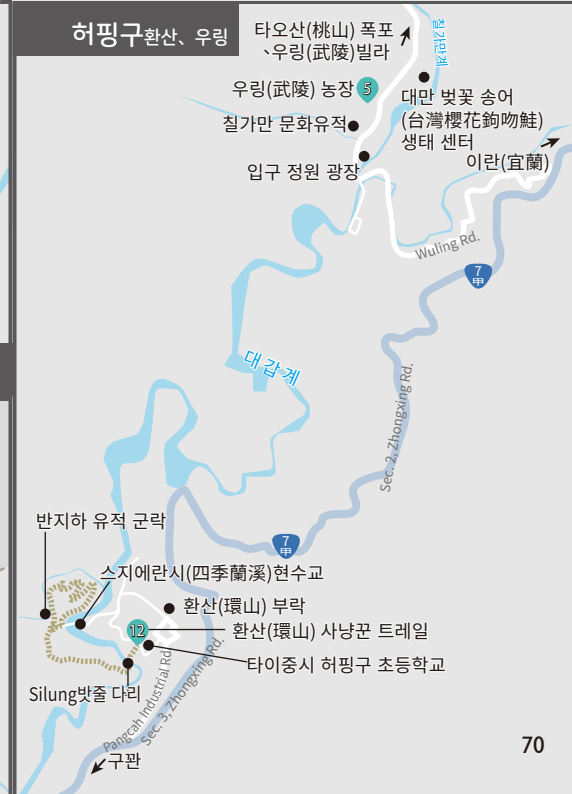 허핑구환산、우링
타오산(桃山) 폭포
、우링(武陵)빌라
칠가만계
우링(武陵) 농장
5
대만 벚꽃 송어
(台灣櫻花鉤吻鮭)
생태 센터
칠가만 문화유적
이란(宜蘭)
입구 정원 광장
Wuling Rd.
7
甲
대갑계
Sec. 2, Zhongxing Rd.
반지하 유적 군락
7
甲
스지에란시(四季蘭溪)현수교
환산(環山) 부락
12
환산(環山) 사냥꾼 트레일
타이중시 허핑구 초등학교
Silung밧줄 다리
Pangcah Industrial Rd.
Sec. 3, Zhongxing Rd.
구꽌
70